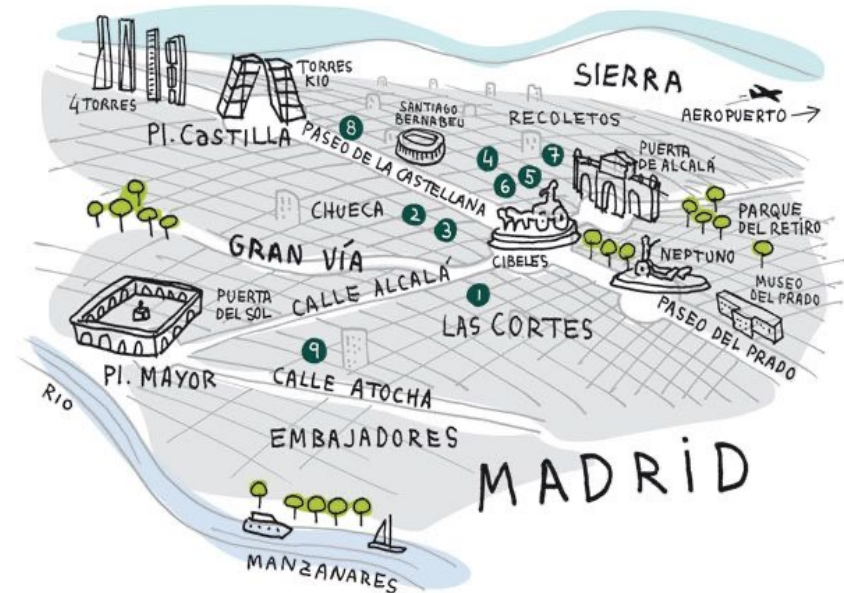 SIERRA
AEROPUERTO
4 TORRES
TORRES
KIO
PI. CASTILLA
8
PASEO DE LA CASTELLANA
SANTIAGO
BERNABEU
RECOLETOS
4
5
6
7
PUERTA
DE ALCALÁ
PARQUE
DEL RETIRO
CHUECA
2
3
CIBELES
NEPTUNO
MUSEO
DEL PRADO
GRAN VÍA
CALLE ALCALÁ
PUERTA
DEL SOL
1
LAS CORTES
PASEO DEL PRADO
PI. MAYOR
9
CALLE ATOCHA
RIO
EMBAJADORES
MADRID
MANZANARES